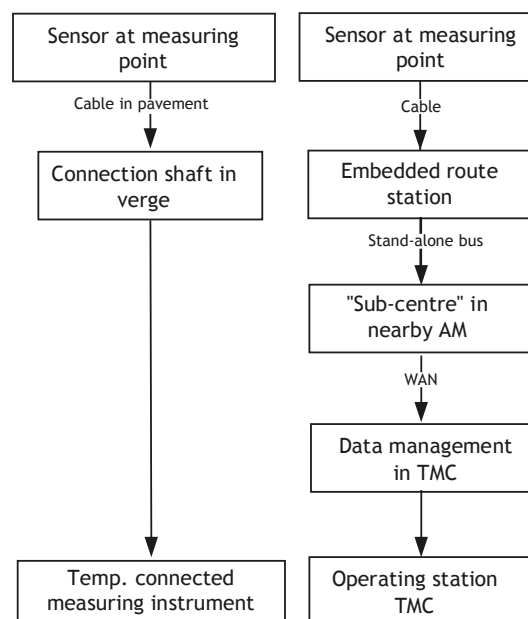 Sensor at measuring
point
Cable in pavement
Connection shaft in
verge
Temp. connected
measuring instrument
Sensor at measuring
point
Cable
Embedded route
station
Stand-alone bus
"Sub-centre" in
nearby AM
WAN
Data management
in TMC
Operating station
TMC